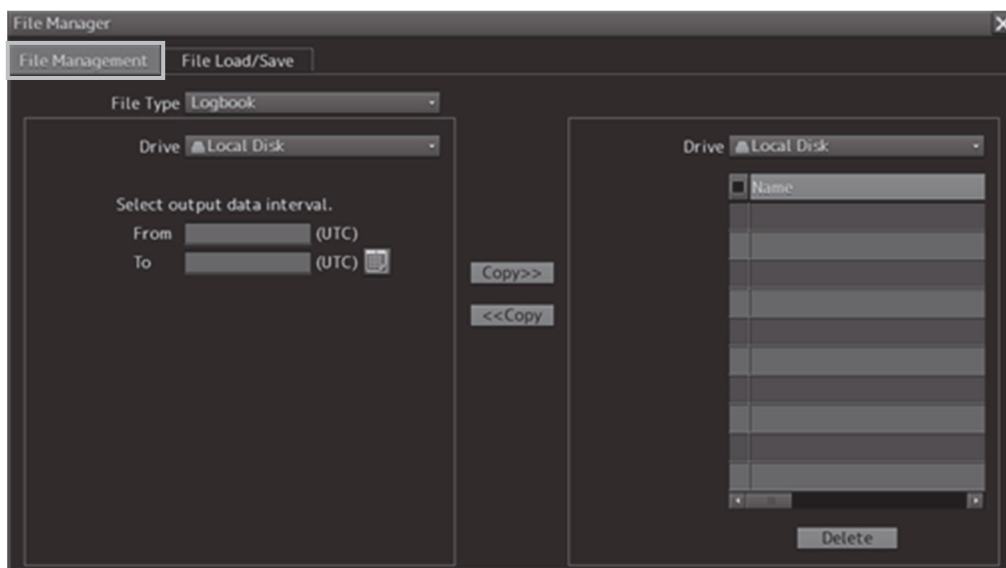 File Manager
File Management File Load/Save
File Type Logbook
Drive Local Disk
Select output data interval.
From (UTC)
To (UTC)
Copy>>
<<Copy
Drive Local Disk
Name
Delete